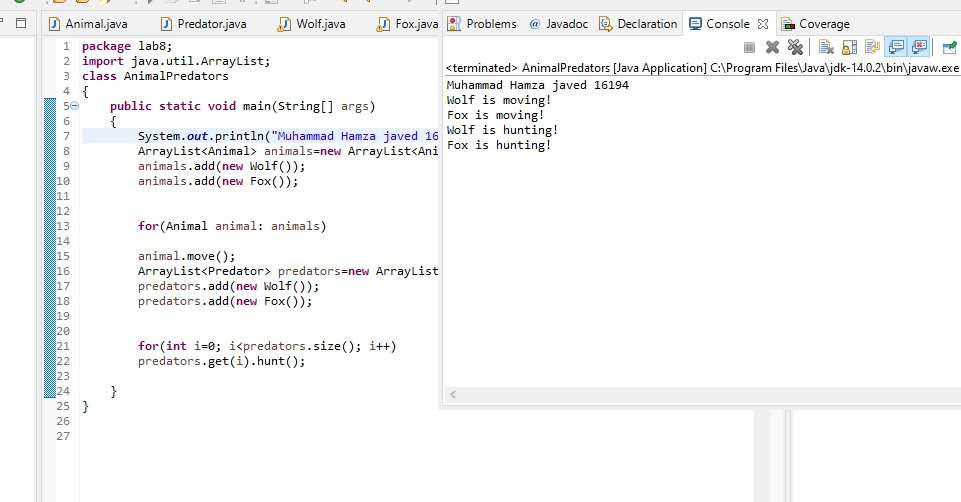 Animal.java Predator.java Wolf.java Fox.java
1 package lab8;
2 import java.util.ArrayList;
3 class AnimalPredators
4 {
5 public static void main(String[] args)
6 {
7 System.out.println("Muhammad Hamza javed 16
8 ArrayList<Animal> animals=new ArrayList<Ani
9 animals.add(new Wolf());
10 animals.add(new Fox());
11
12
13 for(Animal animal: animals)
14
15 animal.move();
16 ArrayList<Predator> predators=new ArrayList
17 predators.add(new Wolf());
18 predators.add(new Fox());
19
20
21 for(int i=0; i<predators.size(); i++)
22 predators.get(i).hunt();
23
24 }
25 }
26
27
Problems @ Javadoc Declaration Console Coverage
<terminated> AnimalPredators [Java Application] C:\Program Files\Java\jdk-14.0.2\bin\javaw.exe
Muhammad Hamza javed 16194
Wolf is moving!
Fox is moving!
Wolf is hunting!
Fox is hunting!